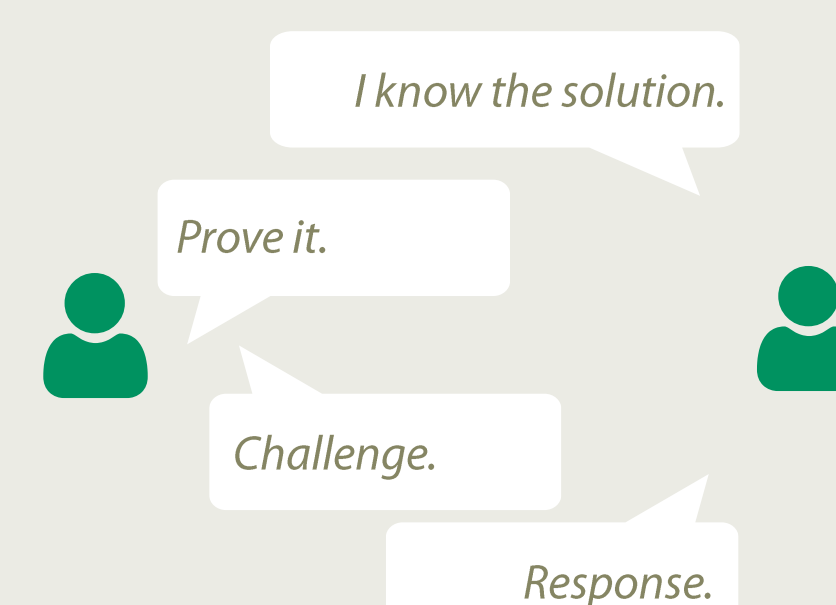 I know the solution.
Prove it.
Challenge.
Response.